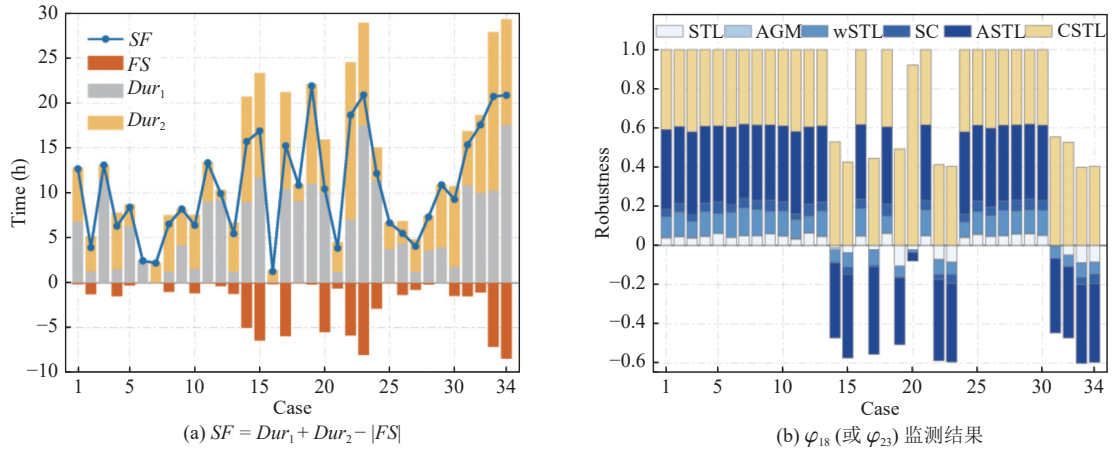 30
25
20
15
10
5
0
−5
−10
Time (h)
SF
FS
Dur₁
Dur₂
1 5 10 15 20 25 30 34
Case
(a) SF = Dur₁ + Dur₂ − |FS|
STL AGM wSTL SC ASTL CSTL
1.0
0.8
0.6
0.4
0.2
0
−0.2
−0.4
−0.6
Robustness
1 5 10 15 20 25 30 34
Case
(b) φ₁₈ (或 φ₂₃) 监测结果